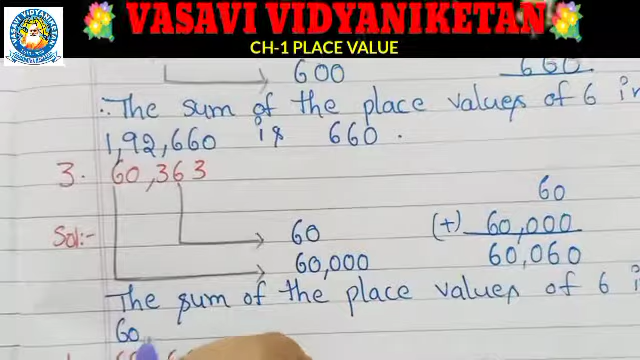 VASAVI VIDYANIKETAN
CH-1 PLACE VALUE
600 660
∴ The sum of the place values of 6 in
1,92,660 is 660.
3. 60,363
60
Sol:- 60 (+) 60,000
60,000 60,060
The sum of the place values of 6 i
60